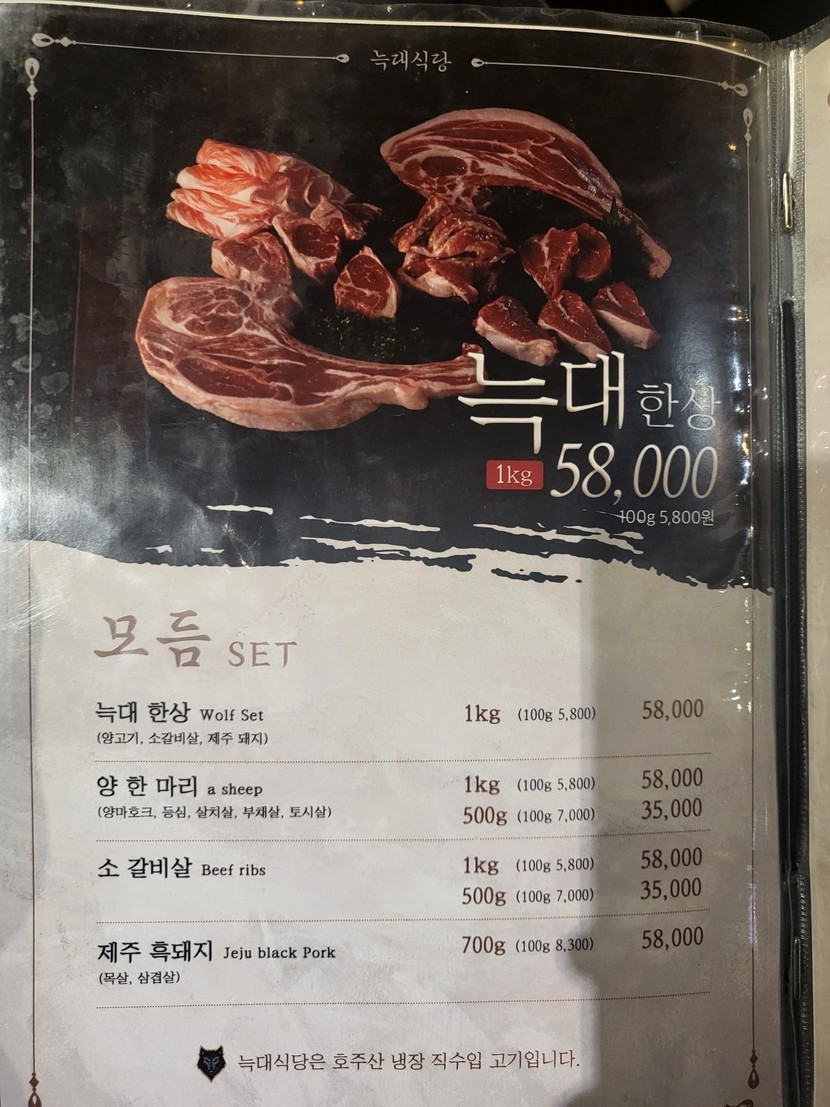 늑대식당
늑대 한상
1kg 58,000
100g 5,800원
모듬 SET
늑대 한상 Wolf Set 1kg (100g 5,800) 58,000
(양고기, 소갈비살, 제주 돼지)
양 한 마리 a sheep 1kg (100g 5,800) 58,000
(양마호크, 등심, 살치살, 부채살, 토시살) 500g (100g 7,000) 35,000
소 갈비살 Beef ribs 1kg (100g 5,800) 58,000
500g (100g 7,000) 35,000
제주 흑돼지 Jeju black Pork 700g (100g 8,300) 58,000
(목살, 삼겹살)
늑대식당은 호주산 냉장 직수입 고기입니다.